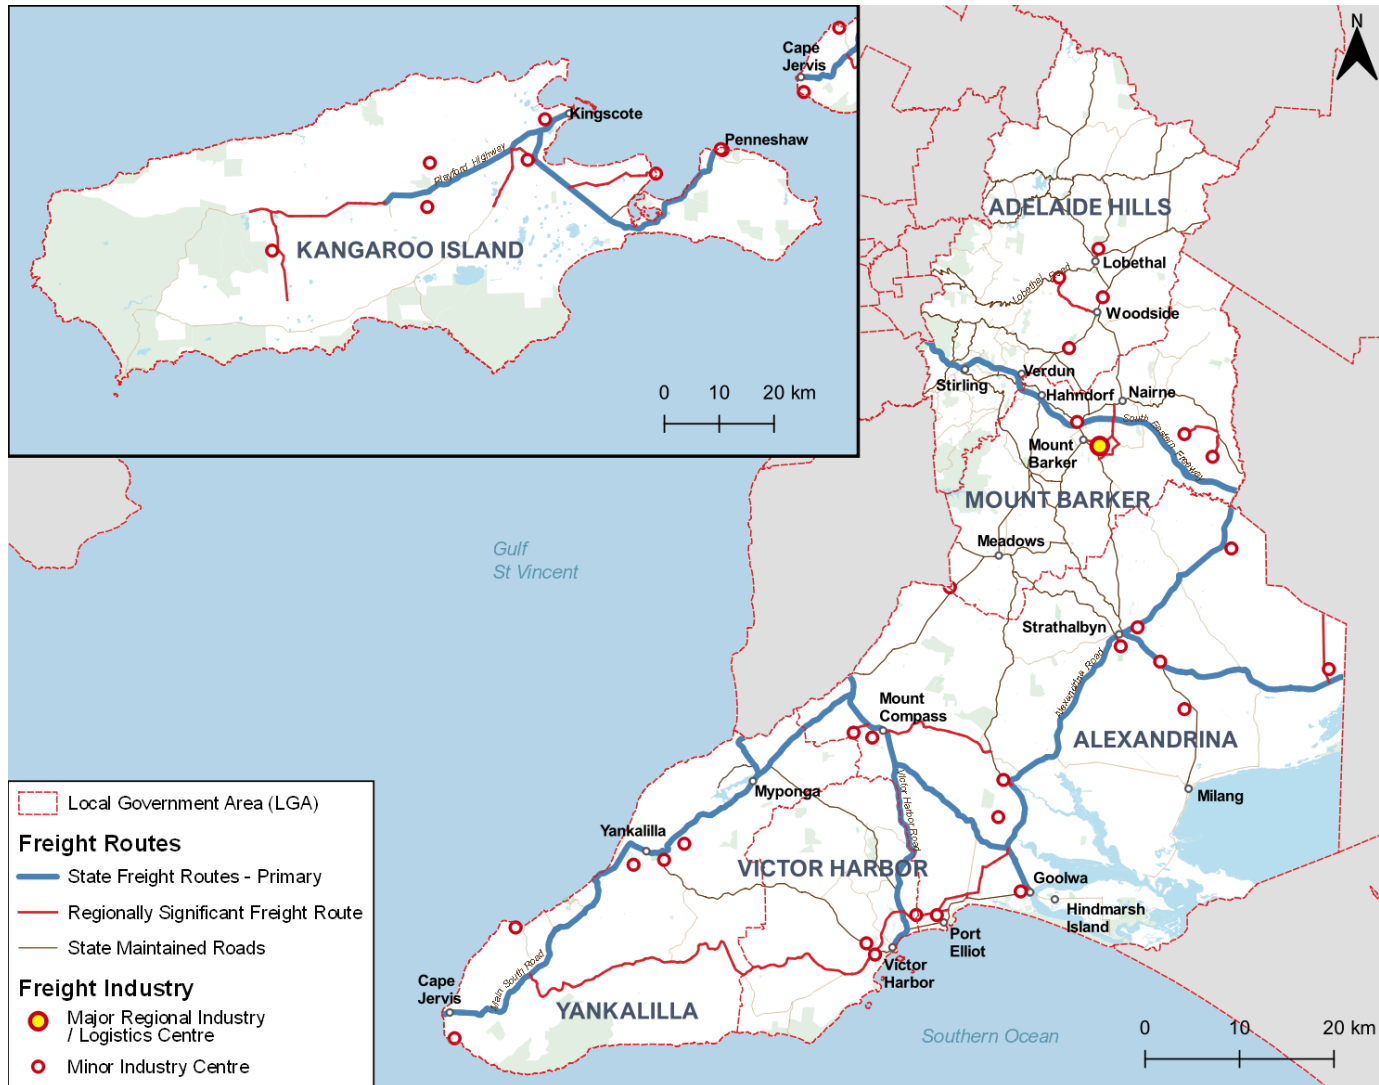 Cape
Jervis
N
Kingscote
Penneshaw
Playford Highway
KANGAROO ISLAND
0 10 20 km
ADELAIDE HILLS
Lobethal
Lobethal Road
Woodside
Verdun
Stirling
Hahndorf
Nairne
South Eastern Freeway
Mount
Barker
MOUNT BARKER
Gulf
St Vincent
Meadows
Strathalbyn
Alexandrina Road
Mount
Compass
ALEXANDRINA
Myponga
Victor Harbor Road
Milang
Yankalilla
VICTOR HARBOR
Goolwa
Hindmarsh
Island
Port
Elliot
Victor
Harbor
Main South Road
Cape
Jervis
YANKALILLA
Southern Ocean
0 10 20 km
Local Government Area (LGA)
Freight Routes
State Freight Routes - Primary
Regionally Significant Freight Route
State Maintained Roads
Freight Industry
Major Regional Industry
/ Logistics Centre
Minor Industry Centre